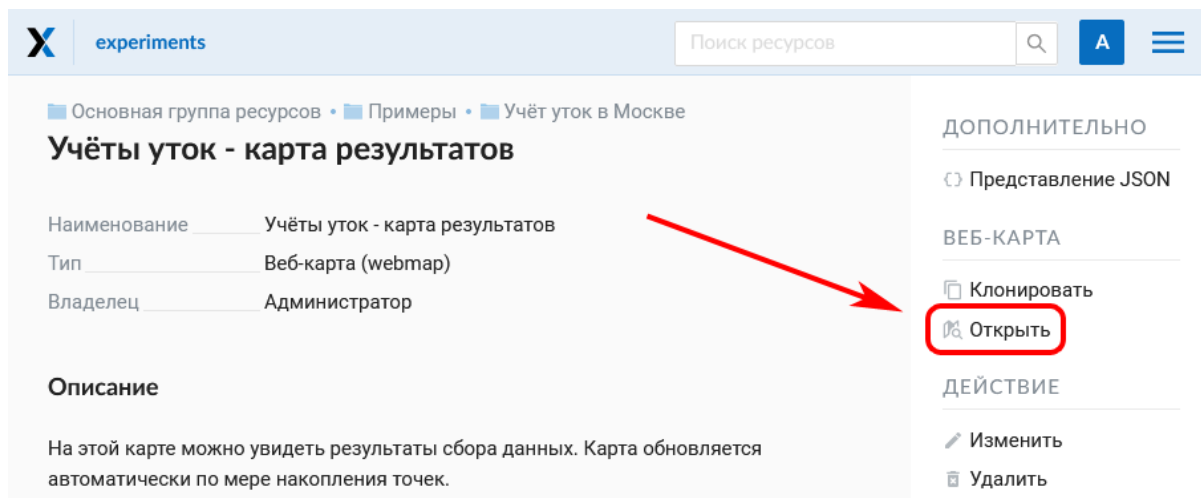 experiments
Поиск ресурсов
A
Основная группа ресурсов • Примеры • Учёт уток в Москве
Учёты уток - карта результатов
Наименование Учёты уток - карта результатов
Тип Веб-карта (webmap)
Владелец Администратор
Описание
На этой карте можно увидеть результаты сбора данных. Карта обновляется
автоматически по мере накопления точек.
ДОПОЛНИТЕЛЬНО
Представление JSON
ВЕБ-КАРТА
Клонировать
Открыть
ДЕЙСТВИЕ
Изменить
Удалить